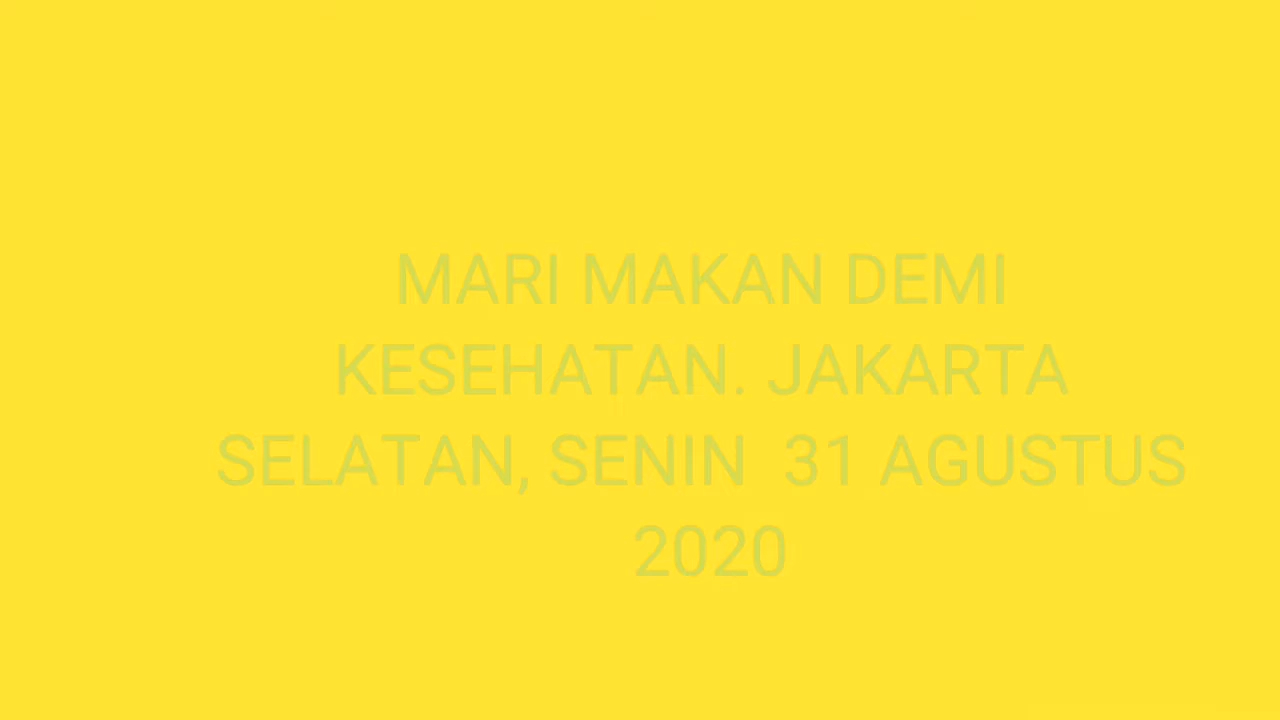 MARI MAKAN DEMI
KESEHATAN. JAKARTA
SELATAN, SENIN  31 AGUSTUS
2020